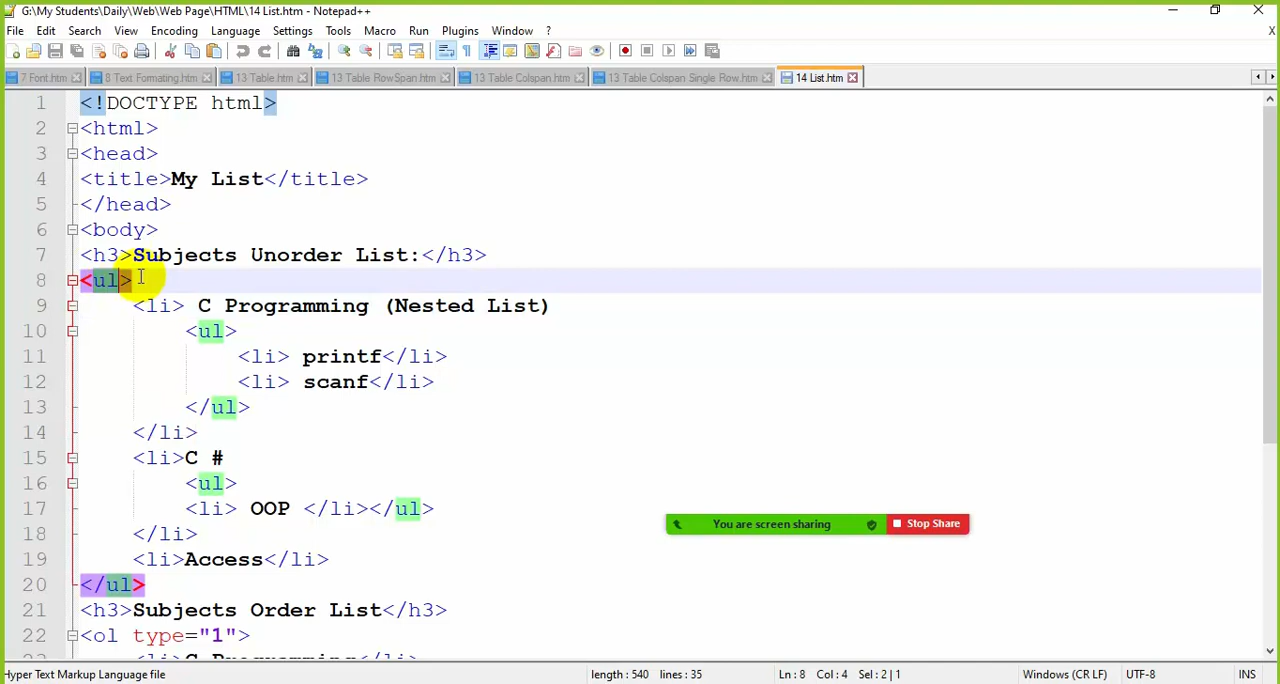 G:\My Students\Daily\Web\Web Page\HTML\14 List.htm - Notepad++
File Edit Search View Encoding Language Settings Tools Macro Run Plugins Window ?
7 Font.htm 8 Text Formating.htm 13 Table.htm 13 Table RowSpan.htm 13 Table Colspan.htm 13 Table Colspan Single Row.htm 14 List.htm
1 <!DOCTYPE html>
2 <html>
3 <head>
4 <title>My List</title>
5 </head>
6 <body>
7 <h3>Subjects Unorder List:</h3>
8 <ul>
9 <li> C Programming (Nested List)
10 <ul>
11 <li> printf</li>
12 <li> scanf</li>
13 </ul>
14 </li>
15 <li>C #
16 <ul>
17 <li> OOP </li></ul>
18 </li>
19 <li>Access</li>
20 </ul>
21 <h3>Subjects Order List</h3>
22 <ol type="1">
<li>C Programming</li>
You are screen sharing Stop Share
Hyper Text Markup Language file length : 540 lines : 35 Ln : 8 Col : 4 Sel : 2 | 1 Windows (CR LF) UTF-8 INS